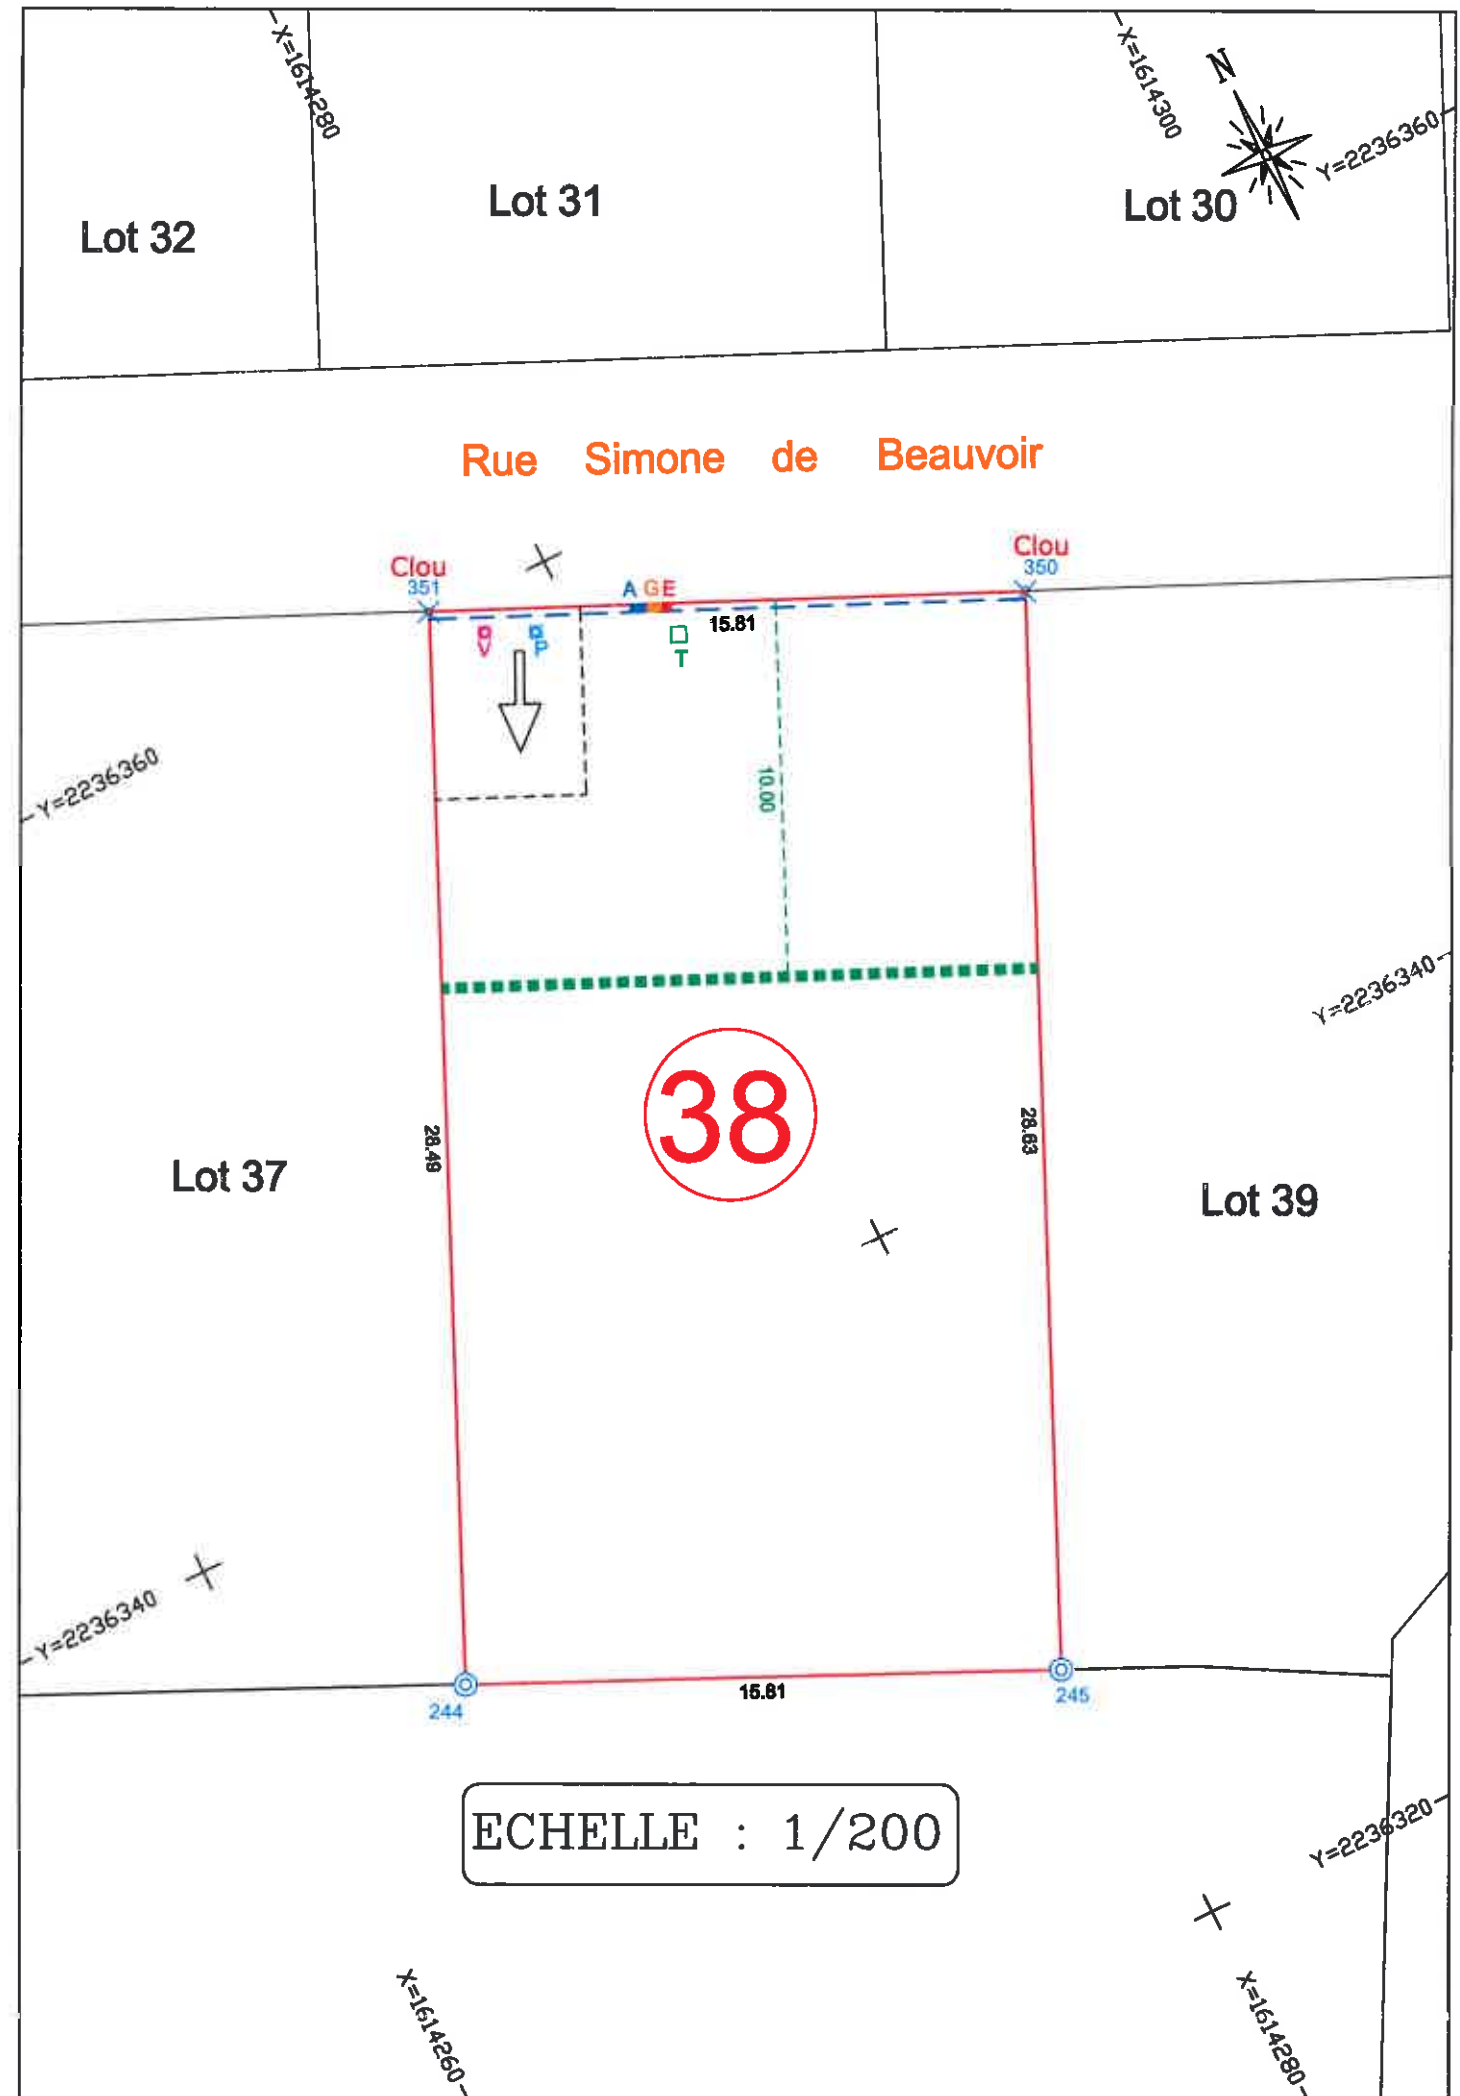 X=1614280
X=1614300
N
Y=2236360
Lot 32
Lot 31
Lot 30
Rue Simone de Beauvoir
Clou
351
Clou
350
A G E
15.81
V
P
T
10.00
Y=2236360
Y=2236340
38
28.49
28.63
Lot 37
Lot 39
Y=2236340
244
15.81
245
ECHELLE : 1/200
Y=2236320
X=1614260
X=1614280